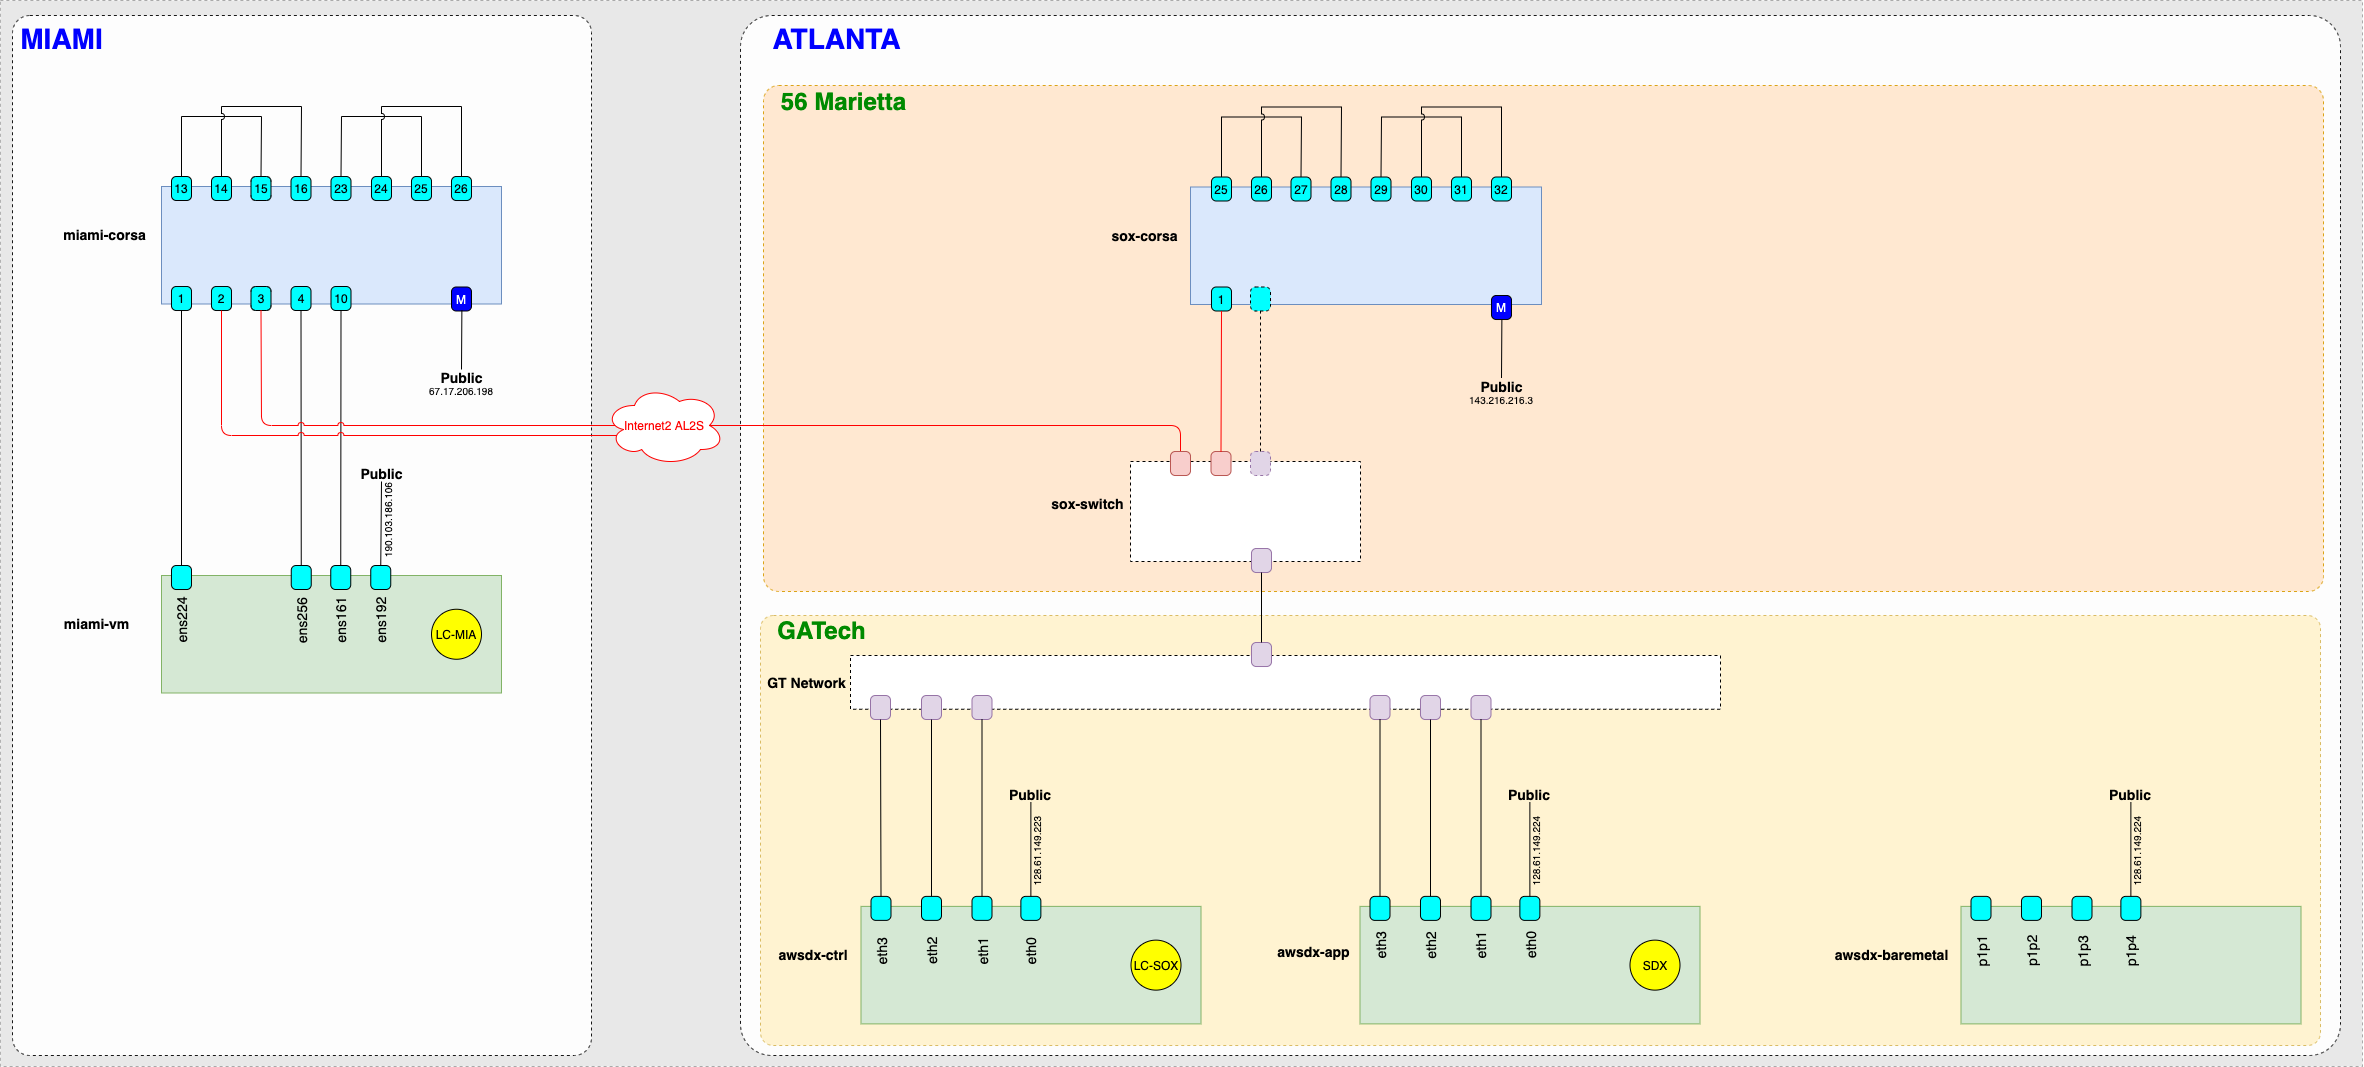 MIAMI
13 14 15 16 23 24 25 26
miami-corsa
1 2 3 4 10 M
Public
67.17.206.198
Internet2 AL2S
Public
190.103.186.106
miami-vm
ens224 ens256 ens161 ens192
LC-MIA
ATLANTA
56 Marietta
25 26 27 28 29 30 31 32
sox-corsa
1 M
Public
143.216.216.3
sox-switch
GATech
GT Network
Public
128.61.149.223
awsdx-ctrl
eth3 eth2 eth1 eth0
LC-SOX
Public
128.61.149.224
awsdx-app
eth3 eth2 eth1 eth0
SDX
Public
128.61.149.224
awsdx-baremetal
p1p1 p1p2 p1p3 p1p4